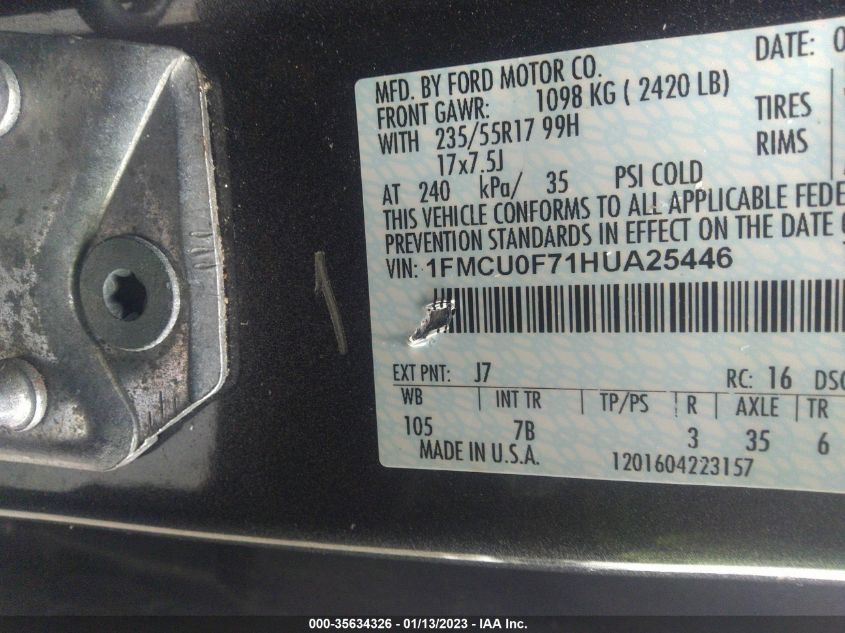 DATE: 0
MFD. BY FORD MOTOR CO.
FRONT GAWR: 1098 KG ( 2420 LB)
WITH 235/55R17 99H TIRES
17x7.5J RIMS
AT 240 kPa/ 35 PSI COLD
THIS VEHICLE CONFORMS TO ALL APPLICABLE FEDE
PREVENTION STANDARDS IN EFFECT ON THE DATE O
VIN: 1FMCU0F71HUA25446
EXT PNT: J7 RC: 16 DSO
WB INT TR TP/PS R AXLE TR
105 7B 3 35 6
MADE IN U.S.A. 1201604223157
000-35634326 - 01/13/2023 - IAA Inc.